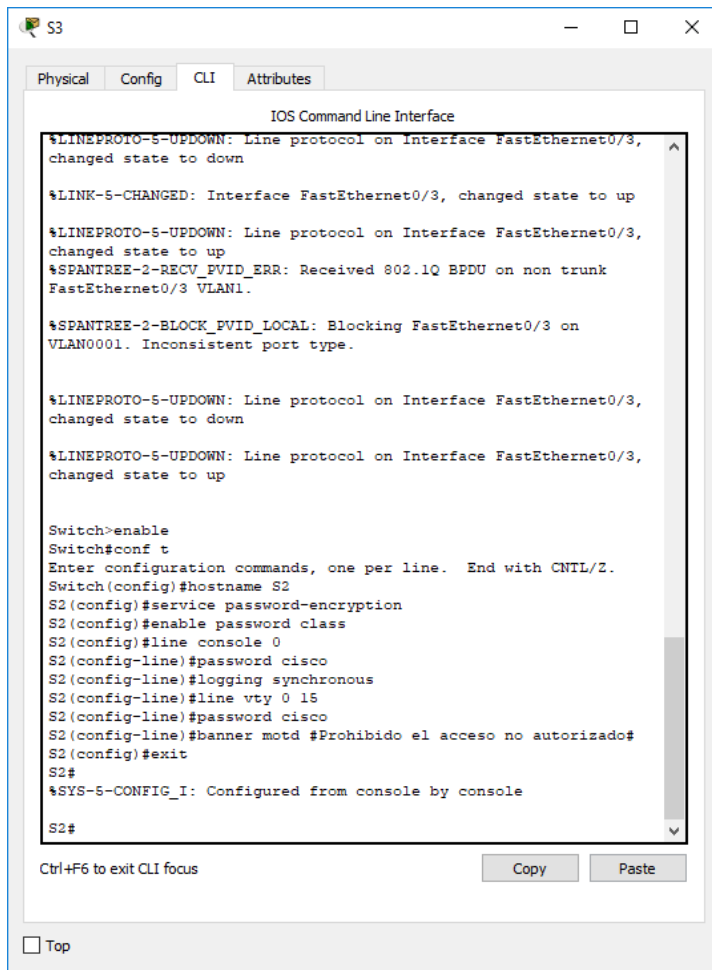 S3
Physical Config CLI Attributes
IOS Command Line Interface
%LINEPROTO-5-UPDOWN: Line protocol on Interface FastEthernet0/3,
changed state to down
%LINK-5-CHANGED: Interface FastEthernet0/3, changed state to up
%LINEPROTO-5-UPDOWN: Line protocol on Interface FastEthernet0/3,
changed state to up
%SPANTREE-2-RECV_PVID_ERR: Received 802.1Q BPDU on non trunk
FastEthernet0/3 VLAN1.
%SPANTREE-2-BLOCK_PVID_LOCAL: Blocking FastEthernet0/3 on
VLAN0001. Inconsistent port type.
%LINEPROTO-5-UPDOWN: Line protocol on Interface FastEthernet0/3,
changed state to down
%LINEPROTO-5-UPDOWN: Line protocol on Interface FastEthernet0/3,
changed state to up
Switch>enable
Switch#conf t
Enter configuration commands, one per line. End with CNTL/Z.
Switch(config)#hostname S2
S2(config)#service password-encryption
S2(config)#enable password class
S2(config)#line console 0
S2(config-line)#password cisco
S2(config-line)#logging synchronous
S2(config-line)#line vty 0 15
S2(config-line)#password cisco
S2(config-line)#banner motd #Prohibido el acceso no autorizado#
S2(config)#exit
S2#
%SYS-5-CONFIG_I: Configured from console by console
S2#
Ctrl+F6 to exit CLI focus
Copy Paste
Top